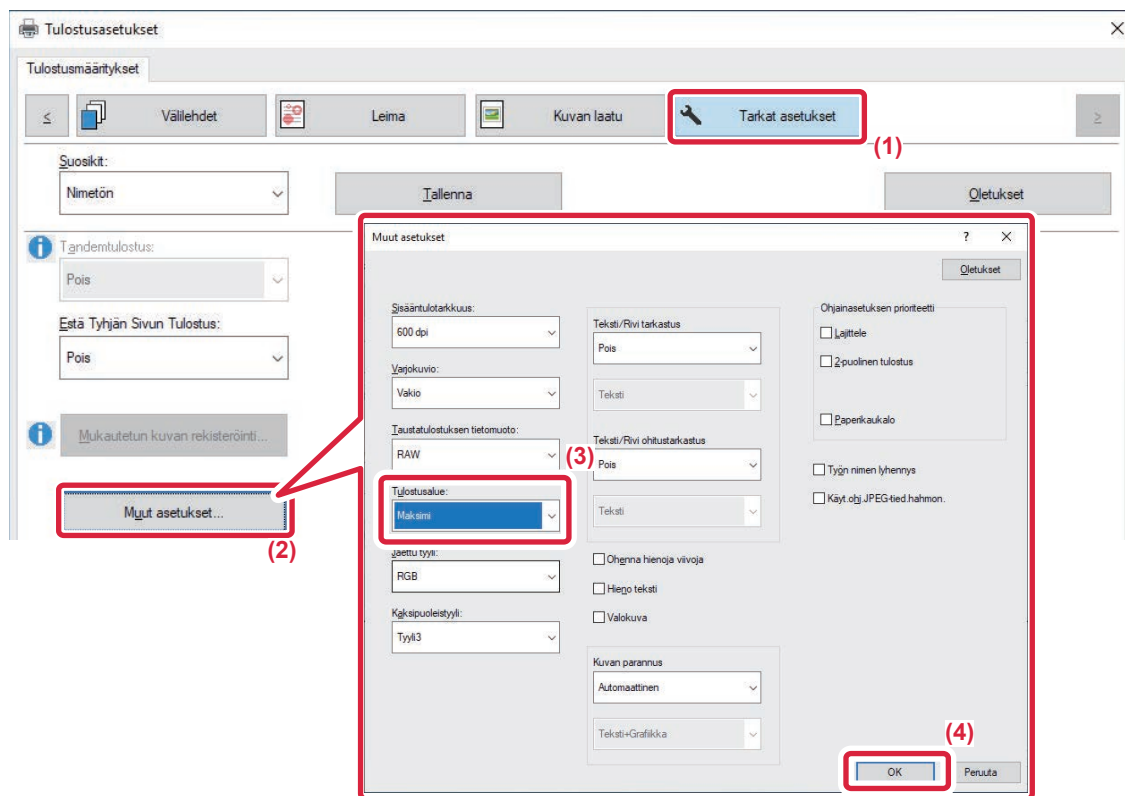 Tulostusasetukset
Tulostusmääritykset
<
Välilehdet
Leima
Kuvan laatu
Tarkat asetukset
>
(1)
Suosikit:
Nimetön
Tallenna
Oletukset
Tandemtulostus:
Pois
Estä Tyhjän Sivun Tulostus:
Pois
Mukautetun kuvan rekisteröinti...
Muut asetukset...
(2)
Muut asetukset
?
Oletukset
Sisääntulotarkkuus:
600 dpi
Varjokuvio:
Vakio
Taustatulostuksen tietomuoto:
RAW
(3)
Tulostusalue:
Maksimi
Jaettu tyyli:
RGB
Kaksipuoleistyyli:
Tyyli3
Teksti/Rivi tarkastus
Pois
Teksti
Teksti/Rivi ohitustarkastus
Pois
Teksti
Ohenna hienoja viivoja
Hieno teksti
Valokuva
Kuvan parannus
Automaattinen
Teksti+Grafiikka
Ohjainasetuksen prioriteetti
Lajittele
2-puolinen tulostus
Paperikaukalo
Työn nimen lyhennys
Käyt.ohj.JPEG-tied.hahmon.
(4)
OK
Peruuta